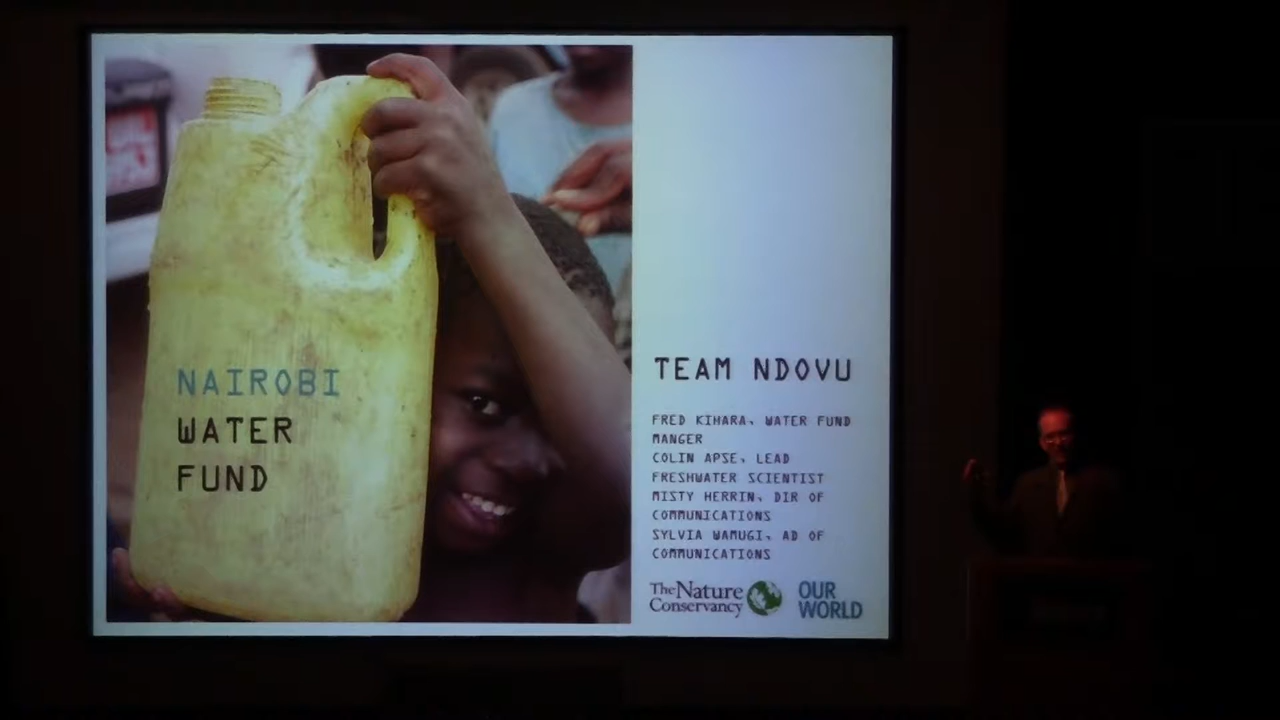 NAIROBI
WATER
FUND
TEAM NDOVU
FRED KIHARA, WATER FUND
MANGER
COLIN APSE, LEAD
FRESHWATER SCIENTIST
MISTY HERRIN, DIR OF
COMMUNICATIONS
SYLVIA WAMUGI, AD OF
COMMUNICATIONS
The Nature
Conservancy
OUR
WORLD